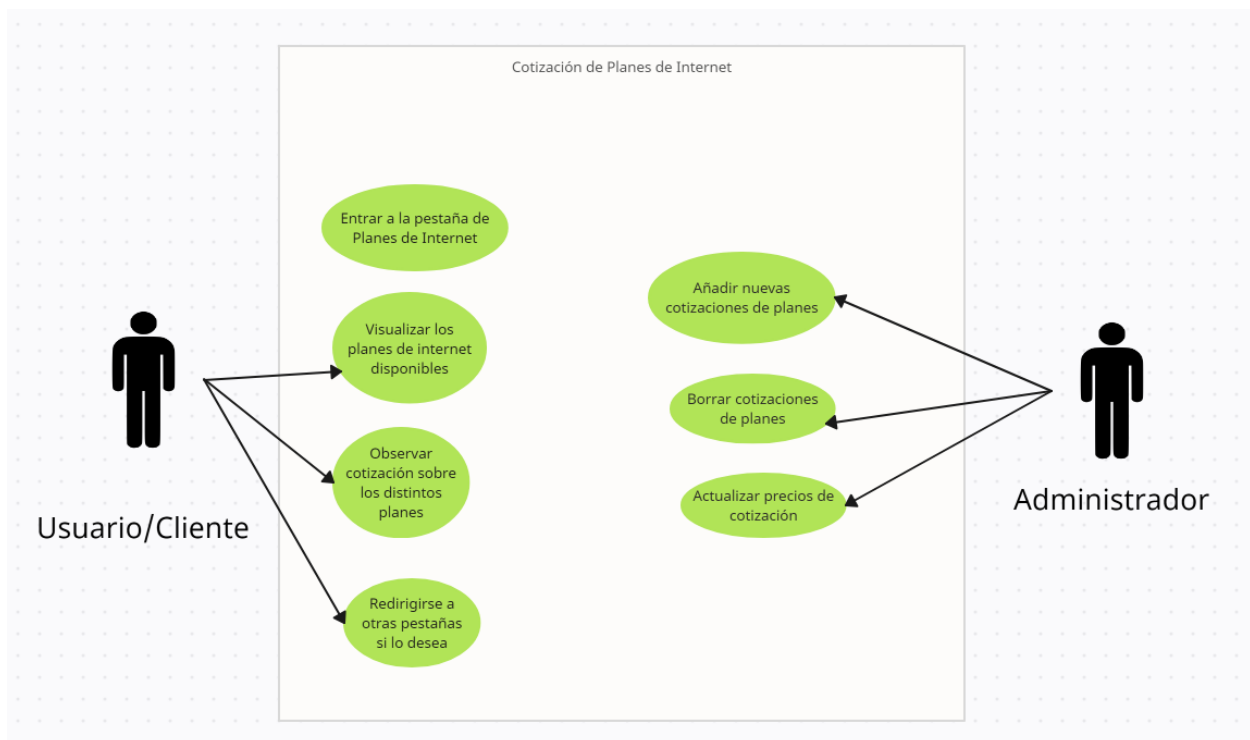 Cotización de Planes de Internet
Entrar a la pestaña de
Planes de Internet
Visualizar los
planes de internet
disponibles
Observar
cotización sobre
los distintos
planes
Redirigirse a
otras pestañas
si lo desea
Usuario/Cliente
Añadir nuevas
cotizaciones de planes
Borrar cotizaciones
de planes
Actualizar precios de
cotización
Administrador